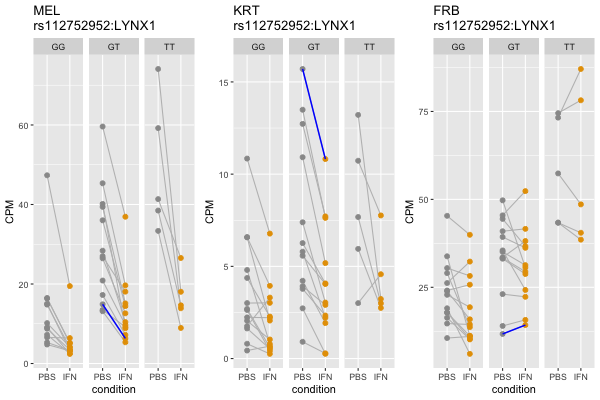 MEL
rs112752952:LYNX1
GG GT TT
60
40
20
0
CPM
PBS IFN PBS IFN PBS IFN
condition
KRT
rs112752952:LYNX1
GG GT TT
15
10
5
0
CPM
PBS IFN PBS IFN PBS IFN
condition
FRB
rs112752952:LYNX1
GG GT TT
75
50
25
CPM
PBS IFN PBS IFN PBS IFN
condition